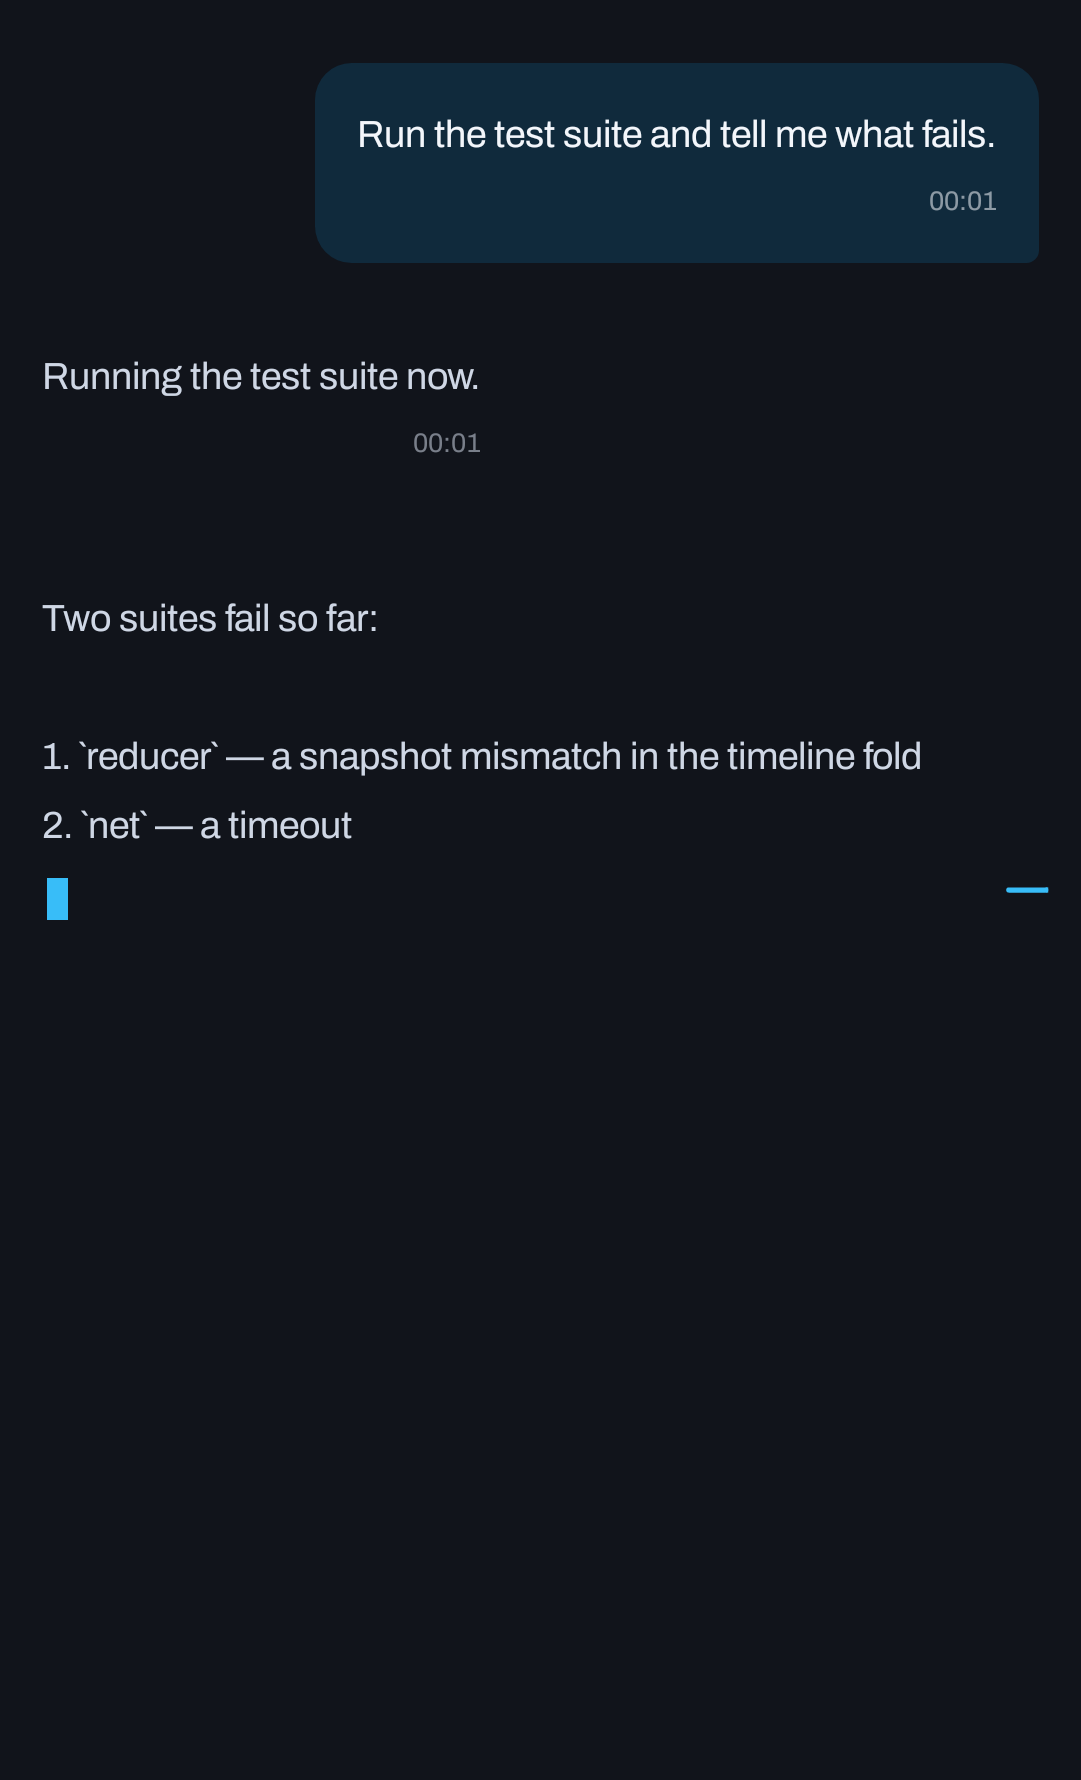 Run the test suite and tell me what fails.
00:01
Running the test suite now.
00:01
Two suites fail so far:
1. `reducer` — a snapshot mismatch in the timeline fold
2. `net` — a timeout